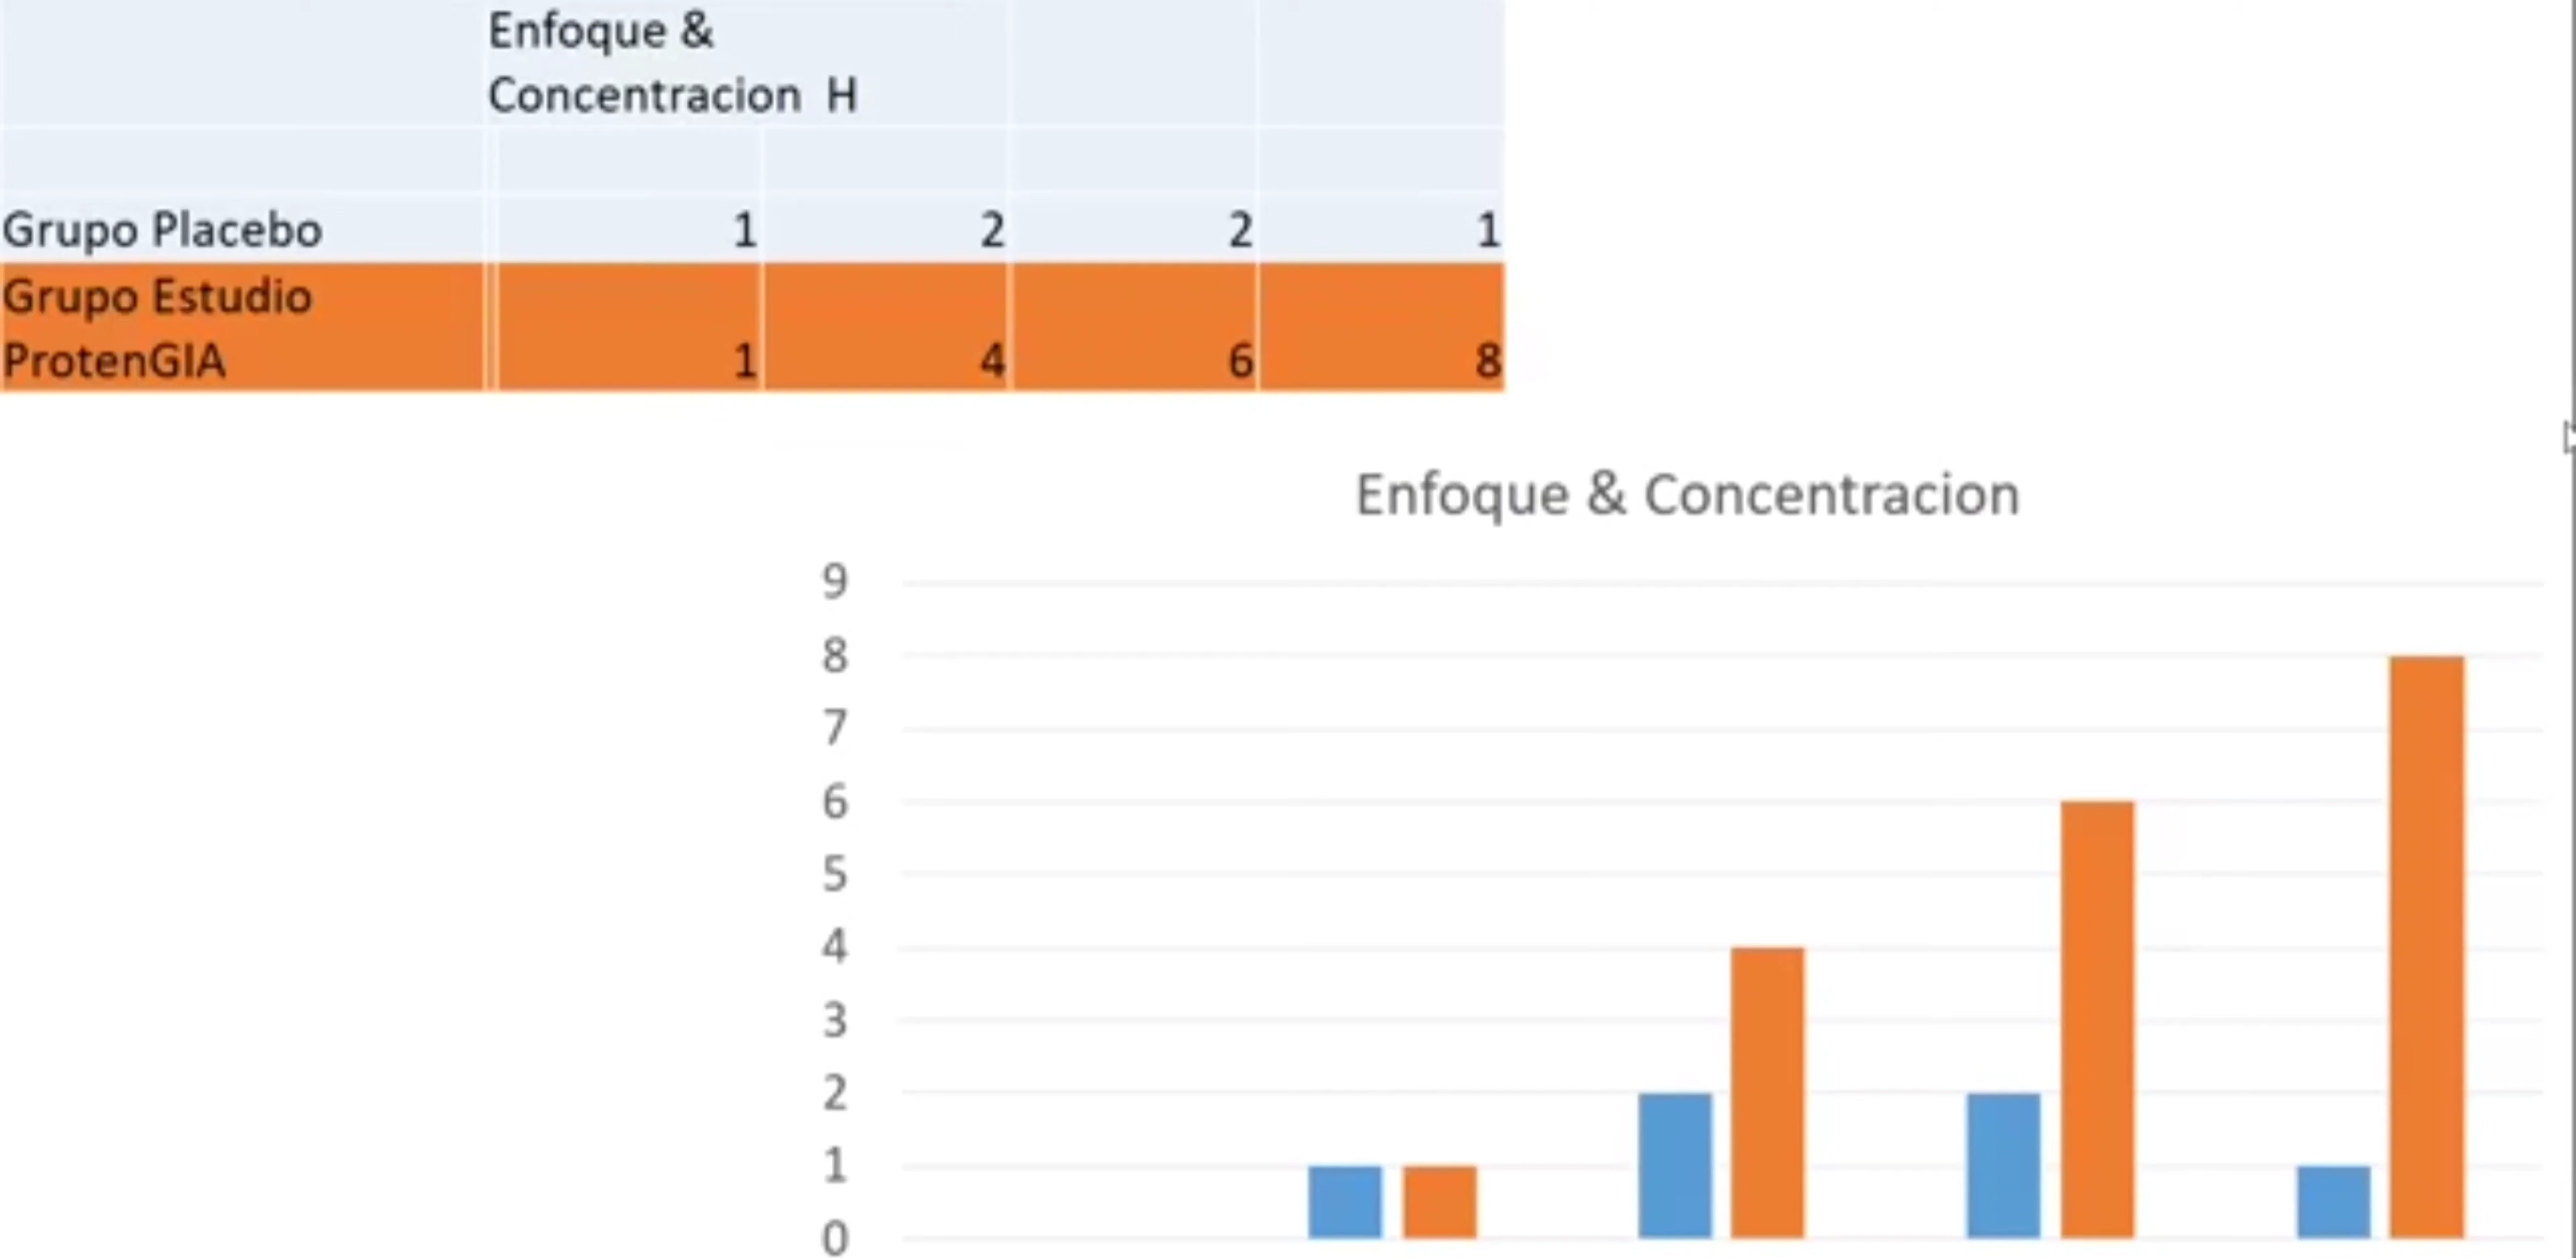 Enfoque &
Concentracion H
Grupo Placebo 1 2 2 1
Grupo Estudio
ProtenGIA 1 4 6 8
Enfoque & Concentracion
9
8
7
6
5
4
3
2
1
0